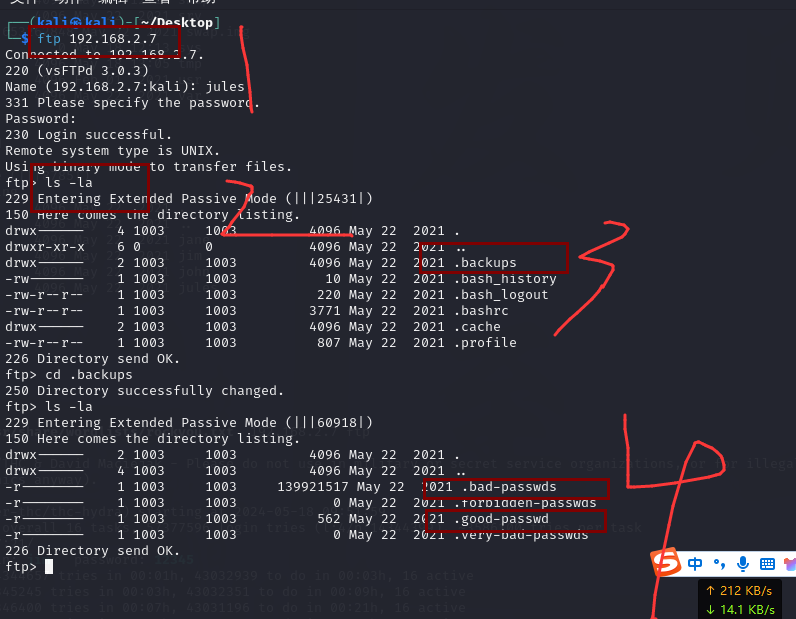 ┌──(kali㉿kali)-[~/Desktop]
└─$ ftp 192.168.2.7
Connected to 192.168.2.7.
220 (vsFTPd 3.0.3)
Name (192.168.2.7:kali): jules
331 Please specify the password.
Password:
230 Login successful.
Remote system type is UNIX.
Using binary mode to transfer files.
ftp> ls -la
229 Entering Extended Passive Mode (|||25431|)
150 Here comes the directory listing.
drwx------    4 1003     1003         4096 May 22  2021 .
drwxr-xr-x    6 0        0            4096 May 22  2021 ..
drwx------    2 1003     1003         4096 May 22  2021 .backups
-rw-------    1 1003     1003           10 May 22  2021 .bash_history
-rw-r--r--    1 1003     1003          220 May 22  2021 .bash_logout
-rw-r--r--    1 1003     1003         3771 May 22  2021 .bashrc
drwx------    2 1003     1003         4096 May 22  2021 .cache
-rw-r--r--    1 1003     1003          807 May 22  2021 .profile
226 Directory send OK.
ftp> cd .backups
250 Directory successfully changed.
ftp> ls -la
229 Entering Extended Passive Mode (|||60918|)
150 Here comes the directory listing.
drwx------    2 1003     1003         4096 May 22  2021 .
drwx------    4 1003     1003         4096 May 22  2021 ..
-r--------    1 1003     1003     139921517 May 22  2021 .bad-passwds
-r--------    1 1003     1003            0 May 22  2021 .forbidden-passwds
-r--------    1 1003     1003          562 May 22  2021 .good-passwd
-r--------    1 1003     1003            0 May 22  2021 .very-bad-passwds
226 Directory send OK.
ftp>
1
2
3
4
中
↑ 212 KB/s
↓ 14.1 KB/s